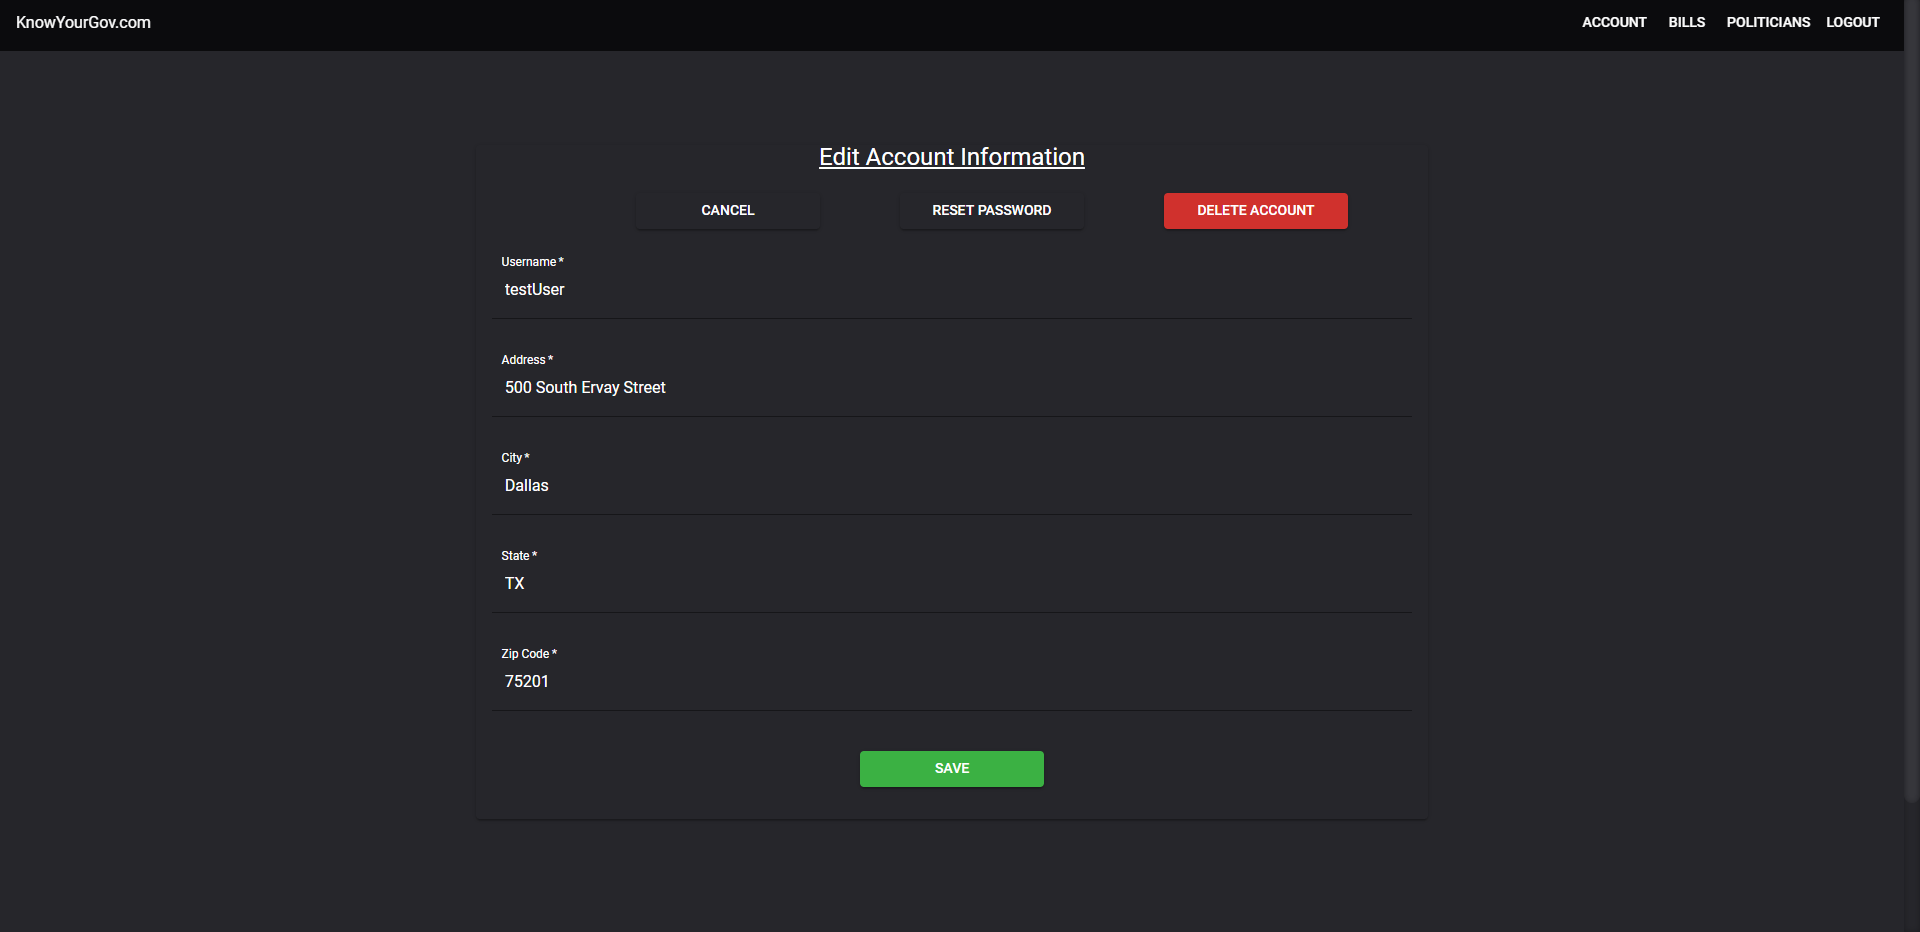 KnowYourGov.com ACCOUNT BILLS POLITICIANS LOGOUT
Edit Account Information
CANCEL RESET PASSWORD DELETE ACCOUNT
Username *
testUser
Address *
500 South Ervay Street
City *
Dallas
State *
TX
Zip Code *
75201
SAVE